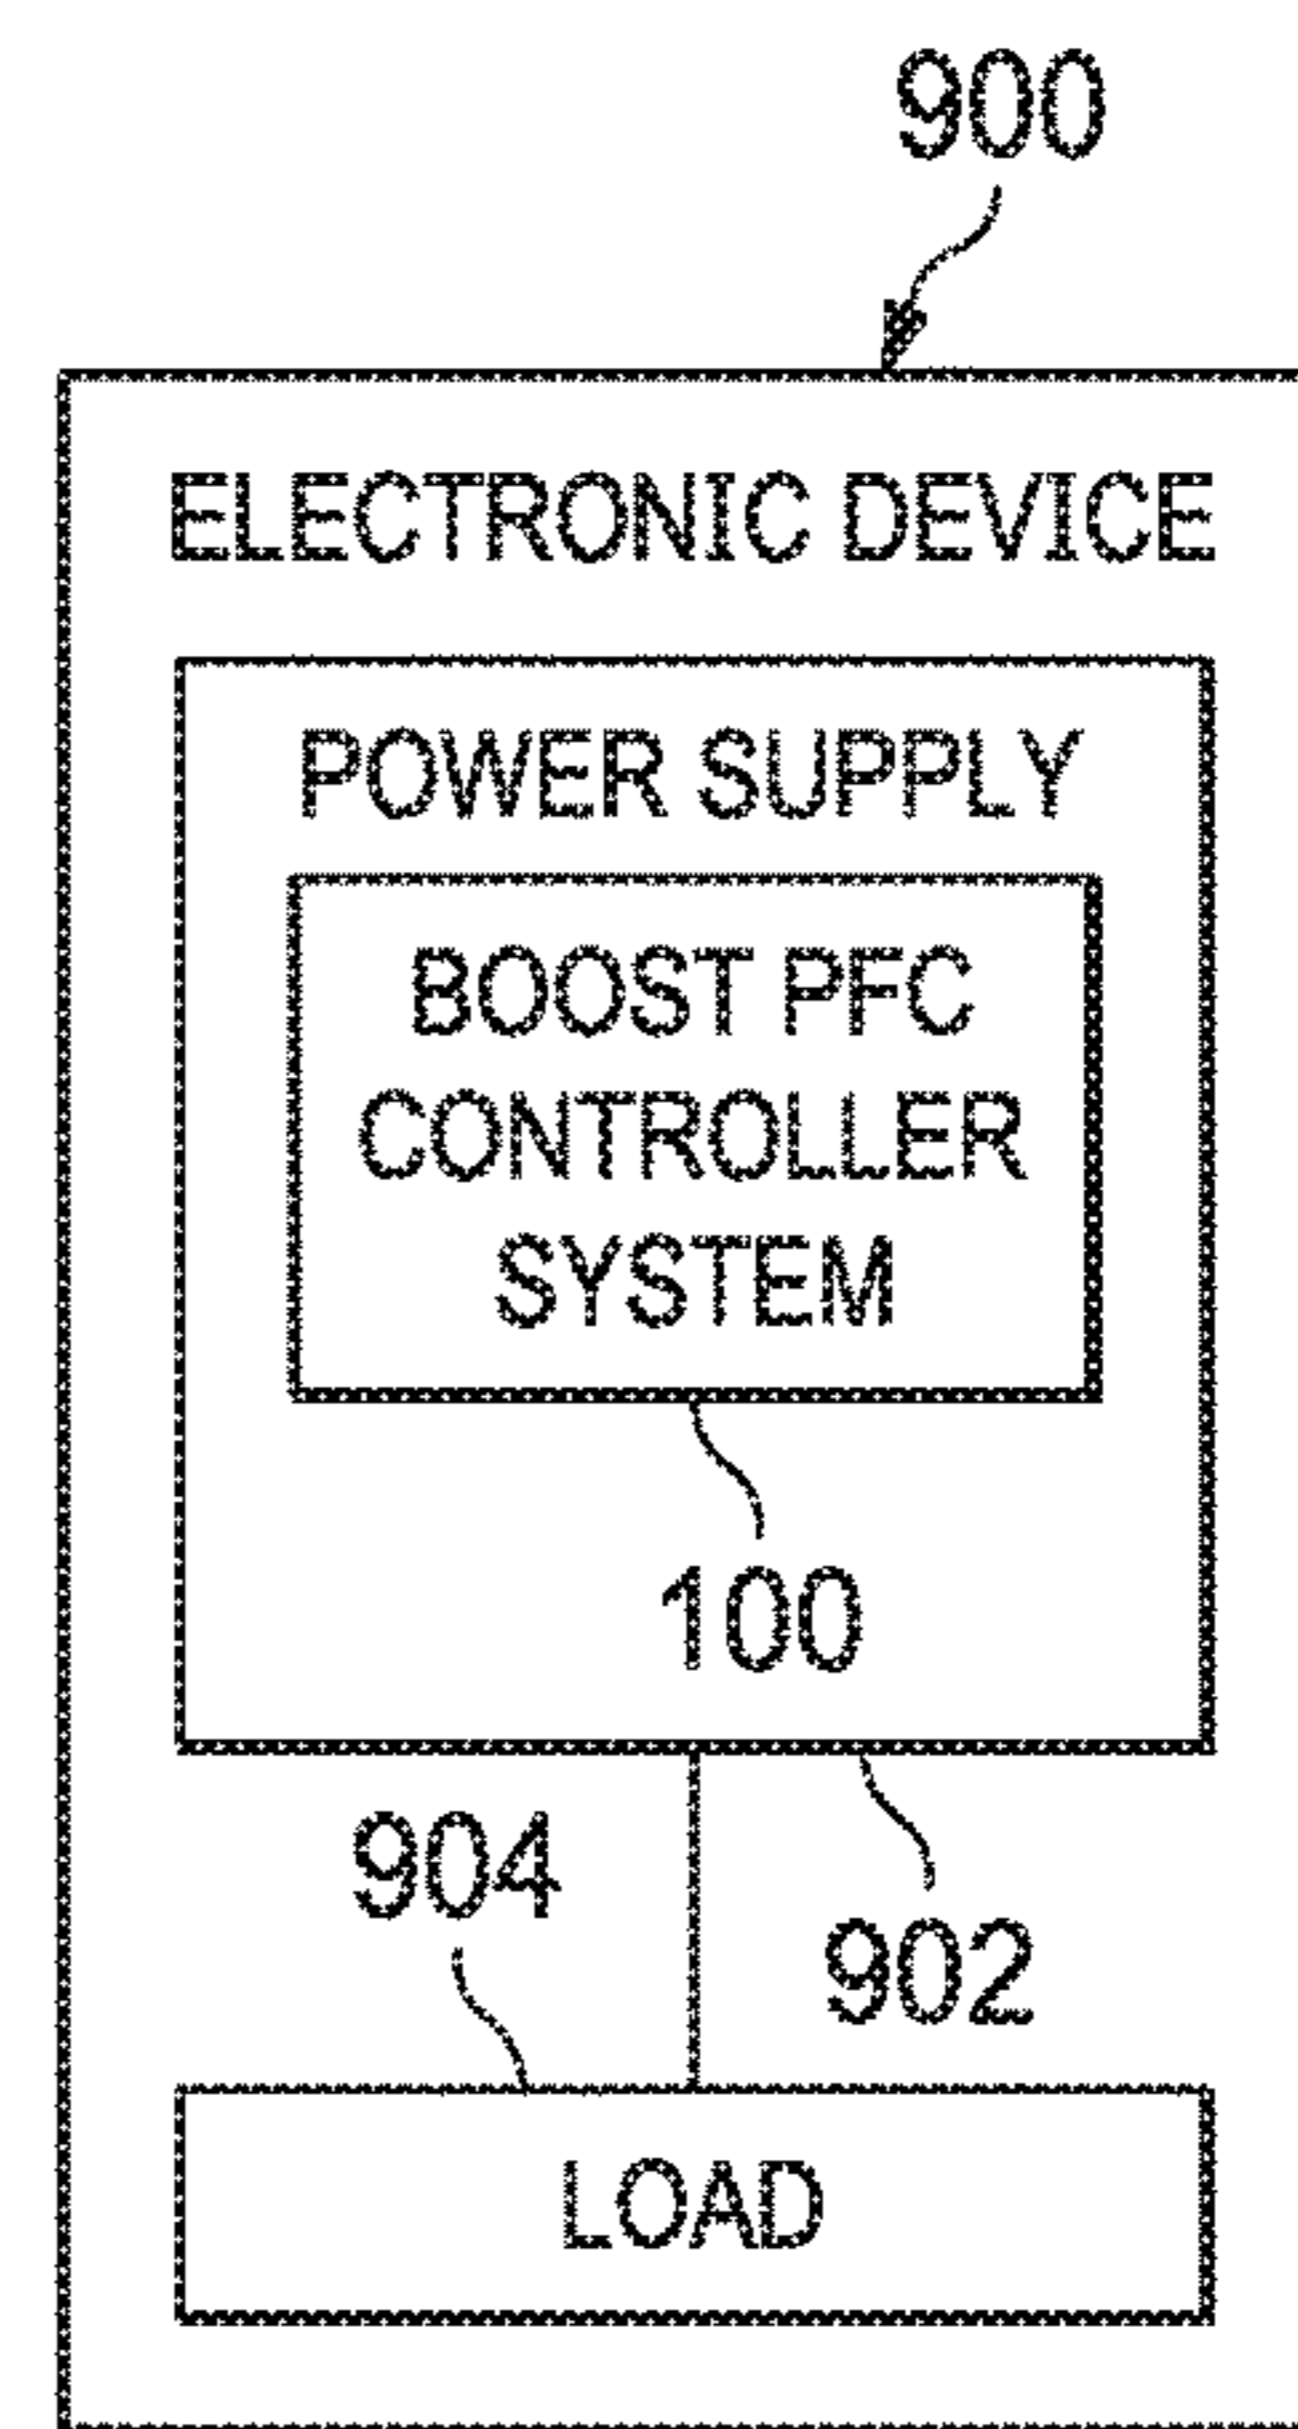 900
ELECTRONIC DEVICE
POWER SUPPLY
BOOST PFC
CONTROLLER
SYSTEM
100
904
902
LOAD